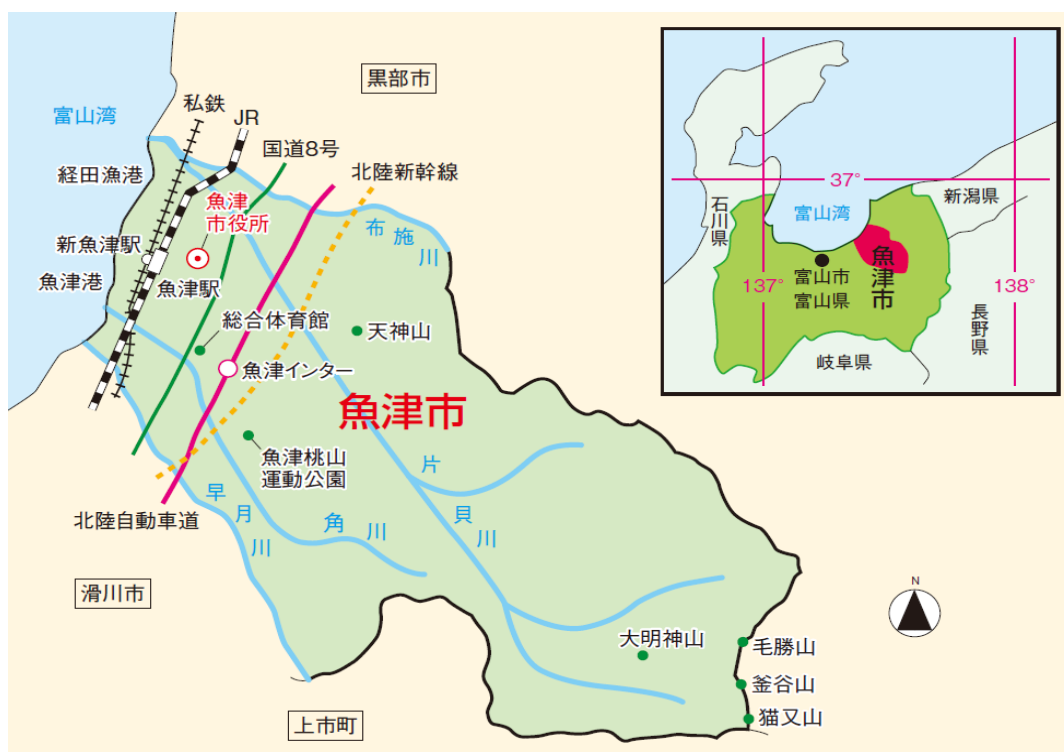 黒部市
私鉄
JR
富山湾
国道8号
経田漁港
北陸新幹線
魚津
市役所
布施川
新魚津駅
魚津港
魚津駅
総合体育館
天神山
魚津インター
魚津市
魚津桃山
運動公園
片貝川
早月川
角川
北陸自動車道
滑川市
大明神山
毛勝山
釜谷山
猫又山
上市町
N
37°
新潟県
石川県
富山湾
魚津市
富山市
富山県
137°
138°
長野県
岐阜県